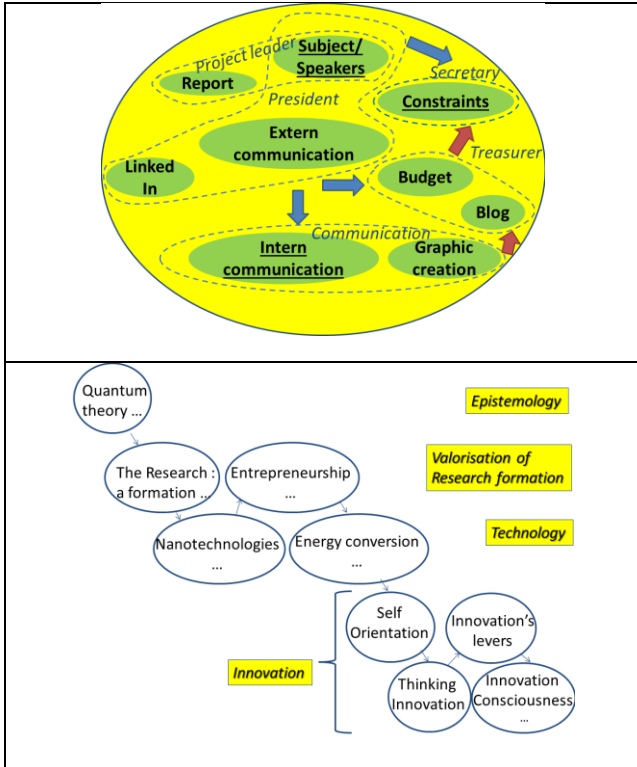 Project leader
Subject/
Speakers
Secretary
Report
Constraints
President
Extern
communication
Treasurer
Linked
In
Budget
Blog
Communication
Intern
communication
Graphic
creation
Quantum
theory ...
Epistemology
The Research :
a formation ...
Entrepreneurship
...
Valorisation of
Research formation
Nanotechnologies
...
Energy conversion
...
Technology
Self
Orientation
Innovation's
levers
Innovation
Thinking
Innovation
Innovation
Consciousness
...